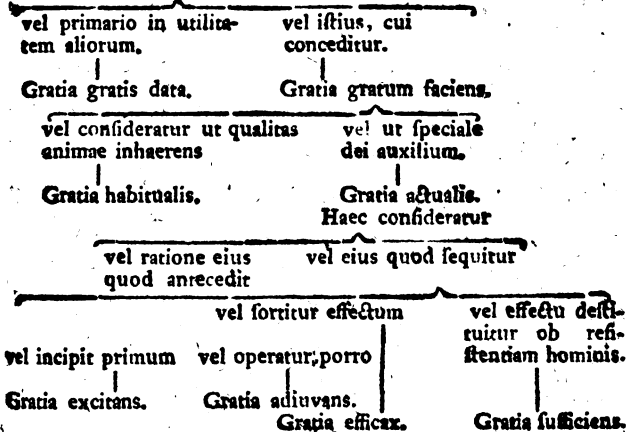 vel primario in utilita- vel iſtius, cui
tem aliorum. conceditur.
Gratia gratis data. Gratia gratum faciens,
vel conſideratur ut qualitas vel ut ſpeciale
animae inhaerens dei auxilium.
Gratia habitualis. Gratia actualis.
Haec conſideratur
vel ratione eius vel eius quod ſequitur
quod antecedit
vel ſortitur effectum vel effectu deſti-
tuitur ob reſi-
vel incipit primum vel operatur porro ſtentiam hominis.
Gratia excitans. Gratia adiuvans.
Gratia efficax. Gratia ſufficiens.